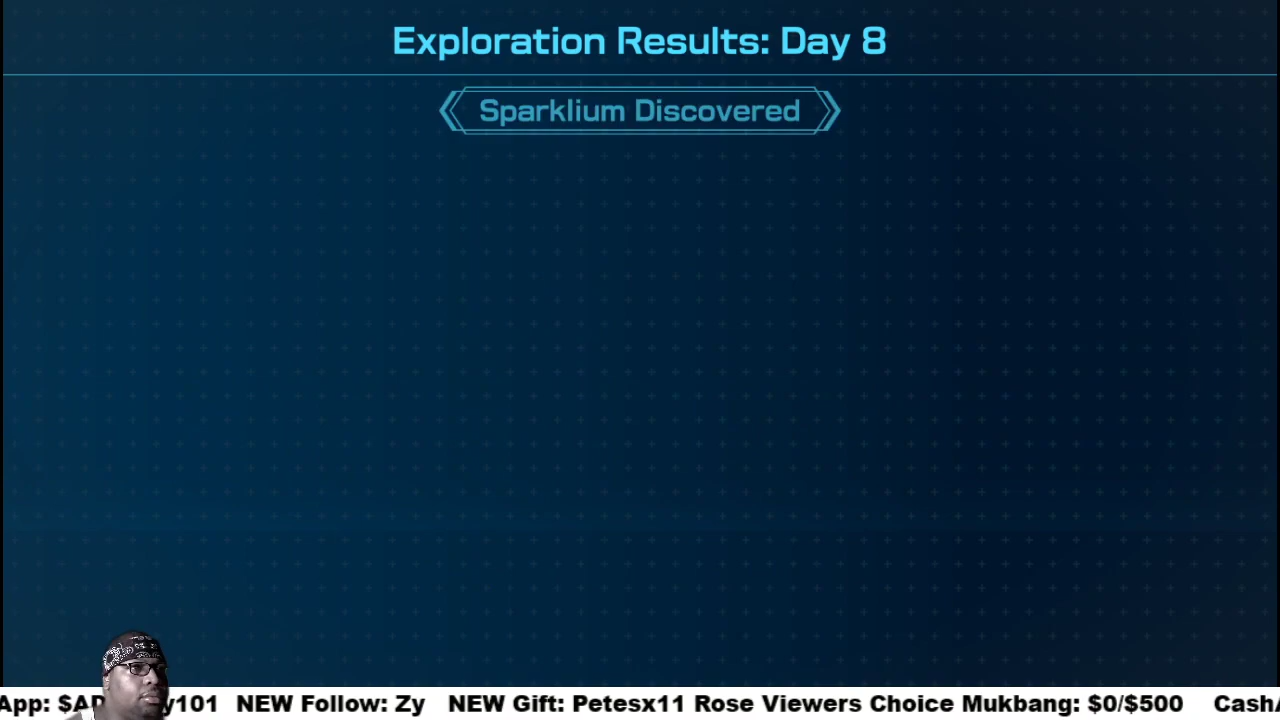 Exploration Results: Day 8
Sparklium Discovered
App: $AP y101 NEW Follow: Zy NEW Gift: Petesx11 Rose Viewers Choice Mukbang: $0/$500 Cash